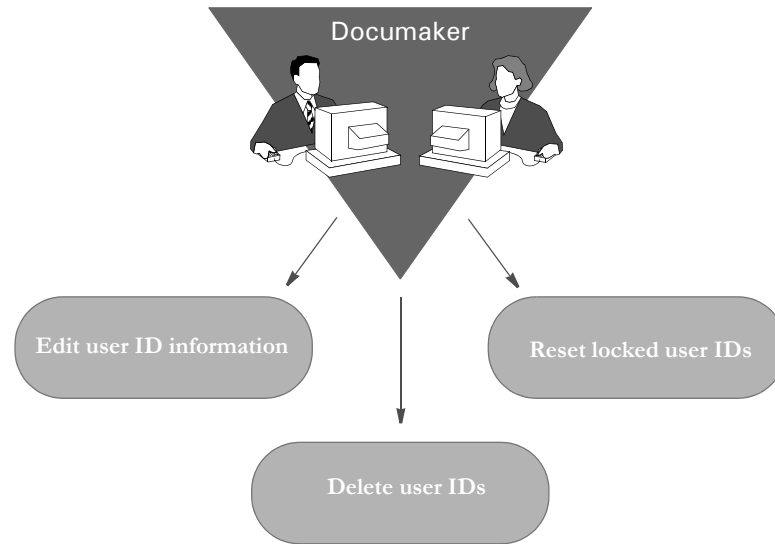 Documaker
Edit user ID information
Reset locked user IDs
Delete user IDs